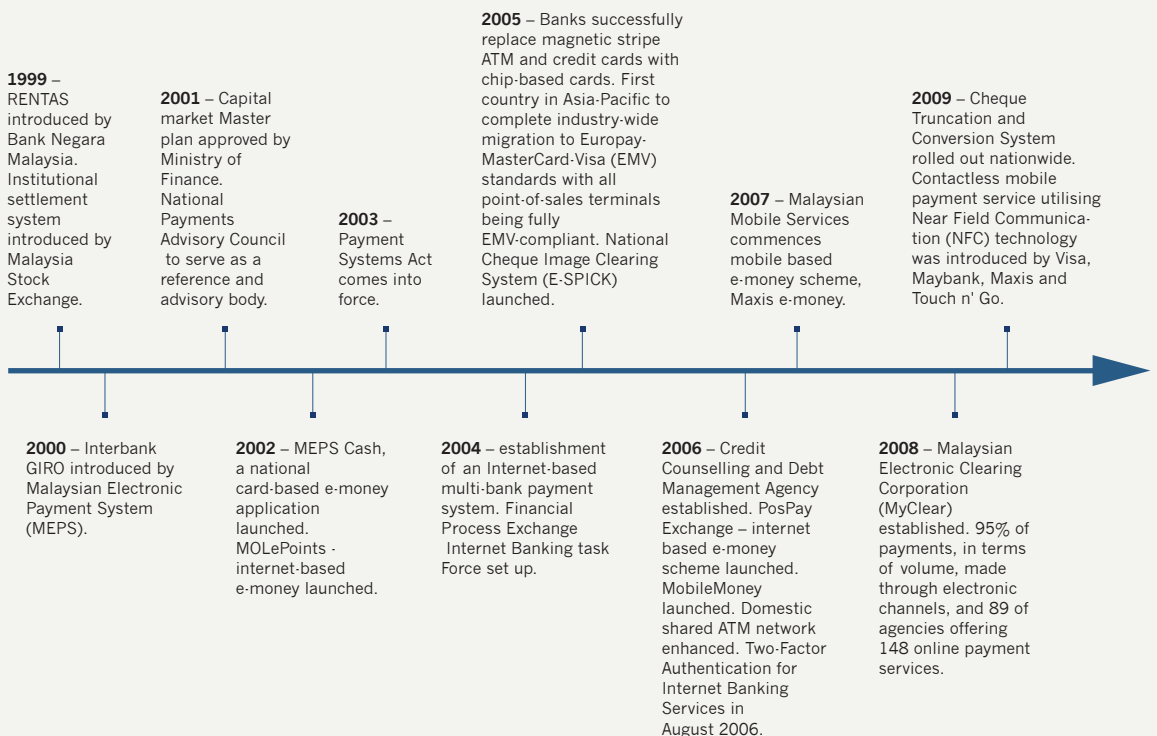 1999 –
RENTAS
introduced by
Bank Negara
Malaysia.
Institutional
settlement
system
introduced by
Malaysia
Stock
Exchange.
2001 – Capital
market Master
plan approved by
Ministry of
Finance.
National
Payments
Advisory Council
to serve as a
reference and
advisory body.
2003 –
Payment
Systems Act
comes into
force.
2005 – Banks successfully
replace magnetic stripe
ATM and credit cards with
chip-based cards. First
country in Asia-Pacific to
complete industry-wide
migration to Europay-
MasterCard-Visa (EMV)
standards with all
point-of-sales terminals
being fully
EMV-compliant. National
Cheque Image Clearing
System (E-SPICK)
launched.
2007 – Malaysian
Mobile Services
commences
mobile based
e-money scheme,
Maxis e-money.
2009 – Cheque
Truncation and
Conversion System
rolled out nationwide.
Contactless mobile
payment service utilising
Near Field Communica-
tion (NFC) technology
was introduced by Visa,
Maybank, Maxis and
Touch n' Go.
2000 – Interbank
GIRO introduced by
Malaysian Electronic
Payment System
(MEPS).
2002 – MEPS Cash,
a national
card-based e-money
application
launched.
MOLePoints -
internet-based
e-money launched.
2004 – establishment
of an Internet-based
multi-bank payment
system. Financial
Process Exchange
Internet Banking task
Force set up.
2006 – Credit
Counselling and Debt
Management Agency
established. PosPay
Exchange – internet
based e-money
scheme launched.
MobileMoney
launched. Domestic
shared ATM network
enhanced. Two-Factor
Authentication for
Internet Banking
Services in
August 2006.
2008 – Malaysian
Electronic Clearing
Corporation
(MyClear)
established. 95% of
payments, in terms
of volume, made
through electronic
channels, and 89 of
agencies offering
148 online payment
services.